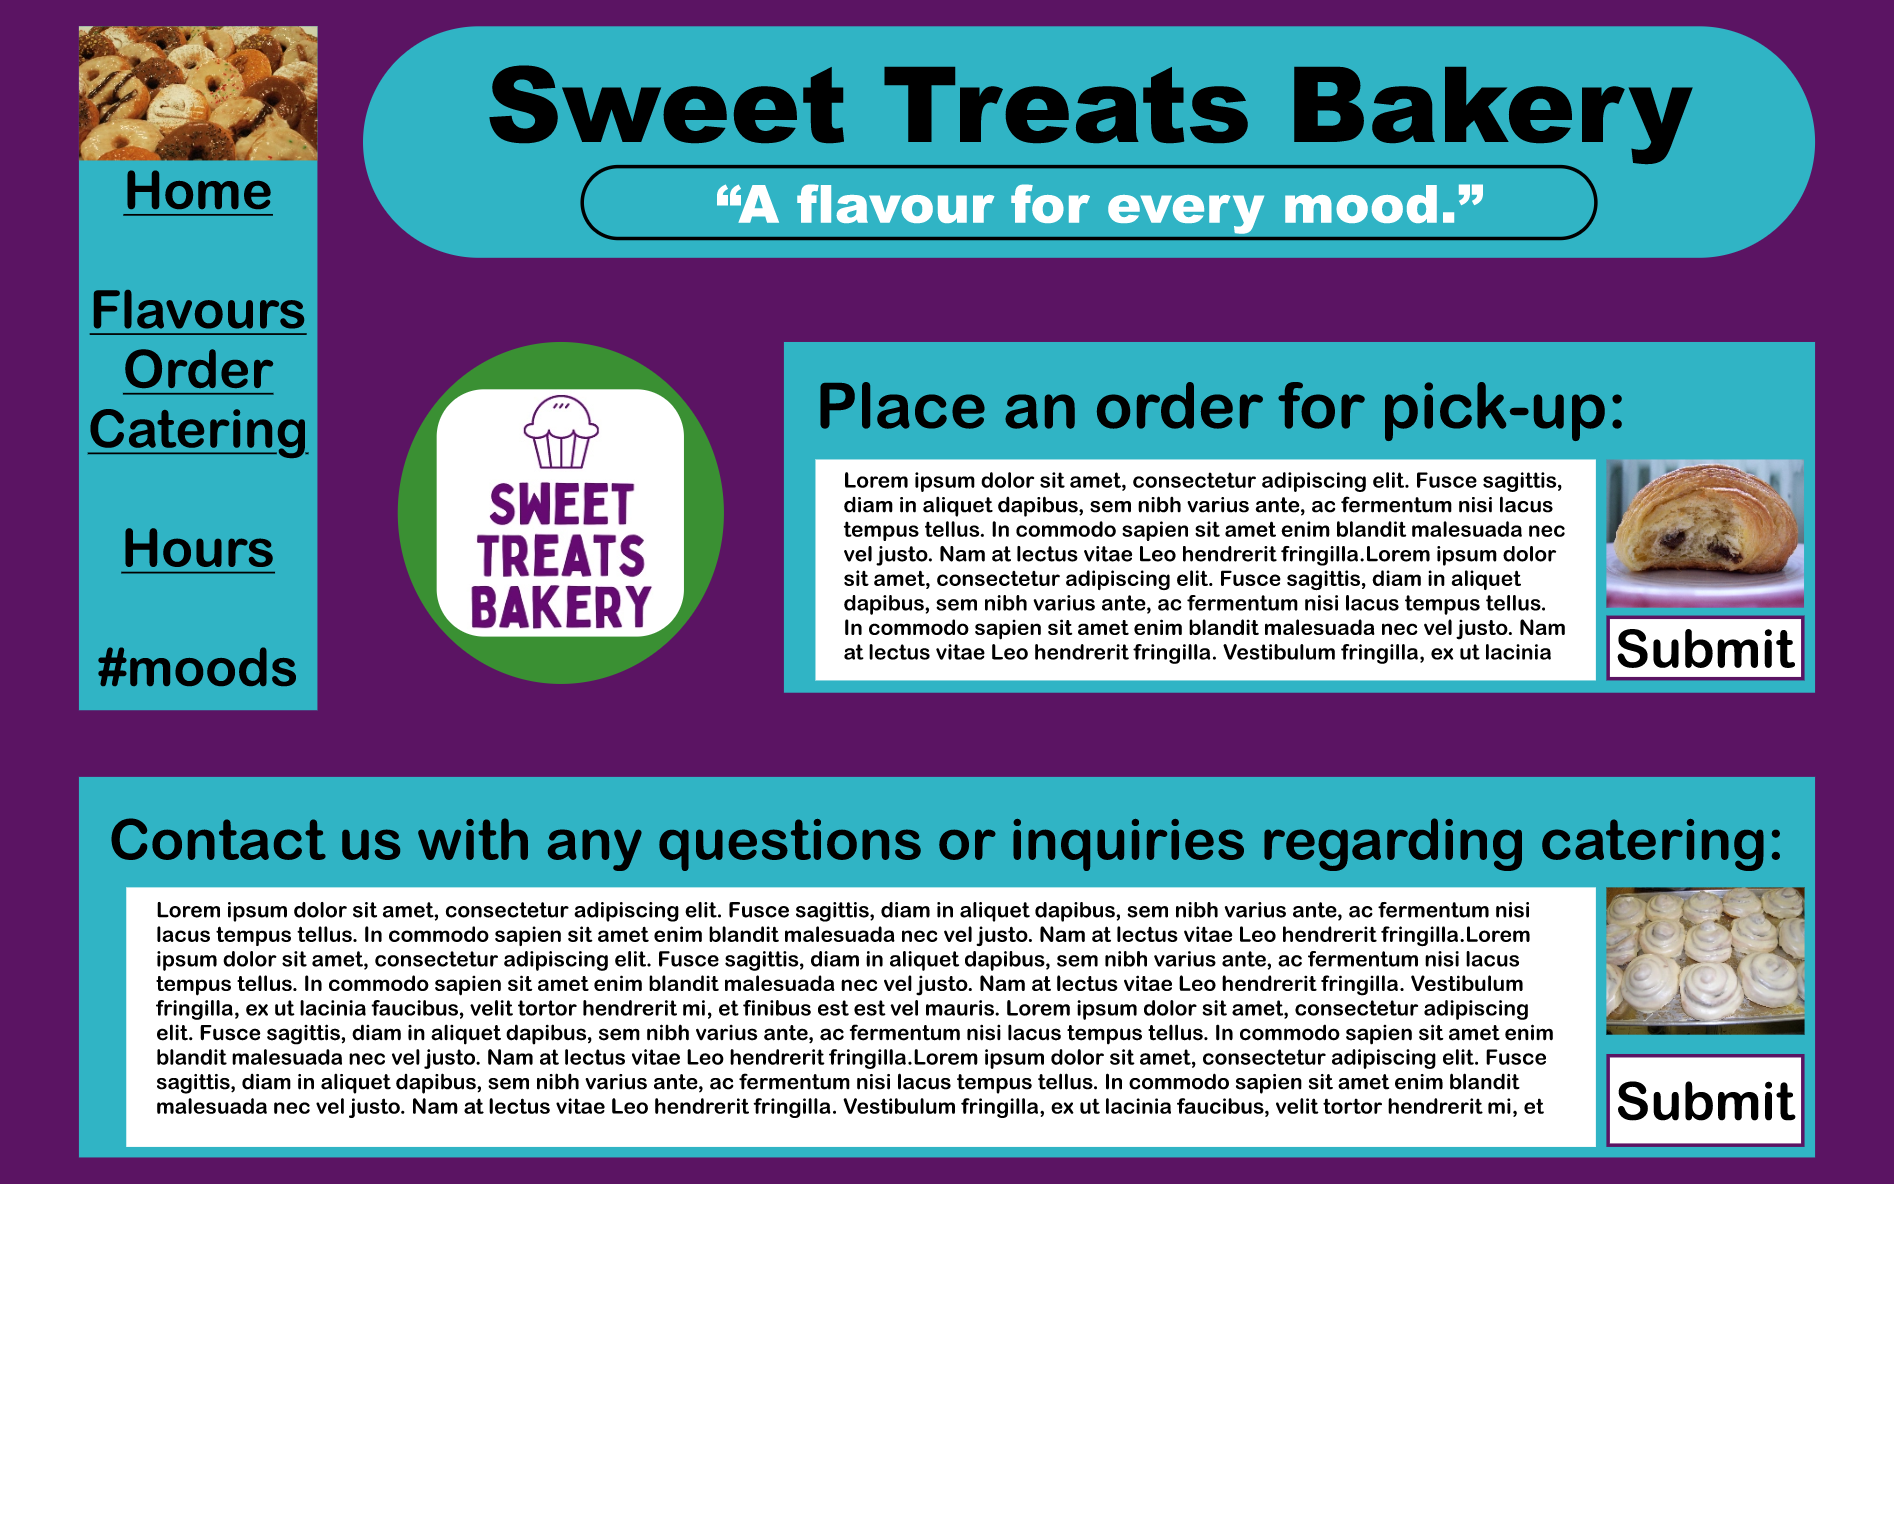 Sweet Treats Bakery
“A flavour for every mood.”
Home
Flavours
Order
Catering
Hours
#moods
SWEET
TREATS
BAKERY
Place an order for pick-up:
Lorem ipsum dolor sit amet, consectetur adipiscing elit. Fusce sagittis,
diam in aliquet dapibus, sem nibh varius ante, ac fermentum nisi lacus
tempus tellus. In commodo sapien sit amet enim blandit malesuada nec
vel justo. Nam at lectus vitae Leo hendrerit fringilla.Lorem ipsum dolor
sit amet, consectetur adipiscing elit. Fusce sagittis, diam in aliquet
dapibus, sem nibh varius ante, ac fermentum nisi lacus tempus tellus.
In commodo sapien sit amet enim blandit malesuada nec vel justo. Nam
at lectus vitae Leo hendrerit fringilla. Vestibulum fringilla, ex ut lacinia
Submit
Contact us with any questions or inquiries regarding catering:
Lorem ipsum dolor sit amet, consectetur adipiscing elit. Fusce sagittis, diam in aliquet dapibus, sem nibh varius ante, ac fermentum nisi
lacus tempus tellus. In commodo sapien sit amet enim blandit malesuada nec vel justo. Nam at lectus vitae Leo hendrerit fringilla.Lorem
ipsum dolor sit amet, consectetur adipiscing elit. Fusce sagittis, diam in aliquet dapibus, sem nibh varius ante, ac fermentum nisi lacus
tempus tellus. In commodo sapien sit amet enim blandit malesuada nec vel justo. Nam at lectus vitae Leo hendrerit fringilla. Vestibulum
fringilla, ex ut lacinia faucibus, velit tortor hendrerit mi, et finibus est est vel mauris. Lorem ipsum dolor sit amet, consectetur adipiscing
elit. Fusce sagittis, diam in aliquet dapibus, sem nibh varius ante, ac fermentum nisi lacus tempus tellus. In commodo sapien sit amet enim
blandit malesuada nec vel justo. Nam at lectus vitae Leo hendrerit fringilla.Lorem ipsum dolor sit amet, consectetur adipiscing elit. Fusce
sagittis, diam in aliquet dapibus, sem nibh varius ante, ac fermentum nisi lacus tempus tellus. In commodo sapien sit amet enim blandit
malesuada nec vel justo. Nam at lectus vitae Leo hendrerit fringilla. Vestibulum fringilla, ex ut lacinia faucibus, velit tortor hendrerit mi, et
Submit